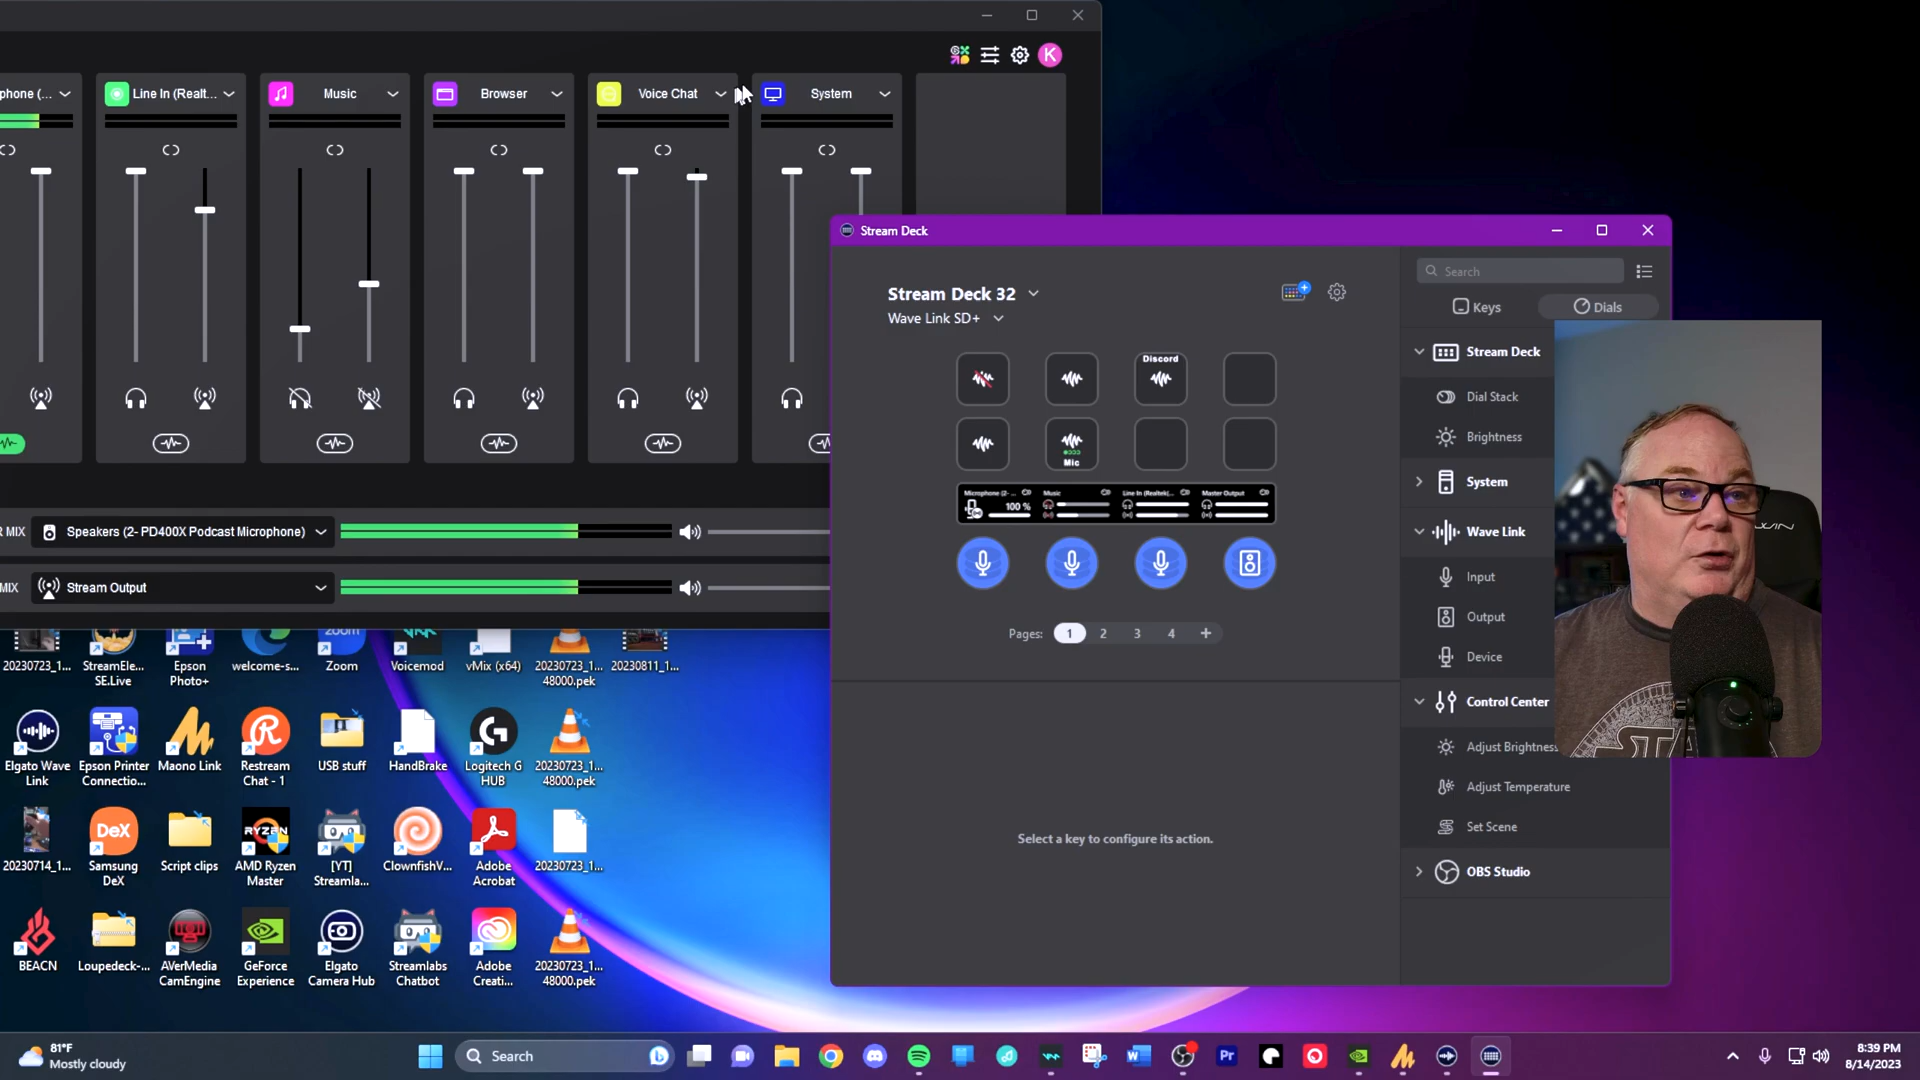 K
phone (...
Line In (Realt...
Music
Browser
Voice Chat
System
R MIX
Speakers (2- PD400X Podcast Microphone)
MIX
Stream Output
Stream Deck
Stream Deck 32
Wave Link SD+
Discord
Mic
Microphone (2- ...
100 %
Music
Line In (Realtek(...
Master Output
Pages:
1
2
3
4
+
Select a key to configure its action.
Search
Keys
Dials
Stream Deck
Dial Stack
Brightness
System
Wave Link
Input
Output
Device
Control Center
Adjust Brightness
Adjust Temperature
Set Scene
OBS Studio
20230723_1...
StreamEle...
SE.Live
Epson
Photo+
welcome-s...
zoom
Zoom
Voicemod
vMix (x64)
20230723_1...
48000.pek
20230811_1...
Elgato Wave
Link
Epson Printer
Connectio...
Maono Link
Restream
Chat - 1
USB stuff
HandBrake
Logitech G
HUB
20230723_1...
48000.pek
20230714_1...
DeX
Samsung
DeX
Script clips
RYZEN
AMD Ryzen
Master
[YT]
Streamla...
ClownfishV...
Adobe
Acrobat
20230723_1...
BEACN
Loupedeck-...
AVerMedia
CamEngine
GeForce
Experience
Elgato
Camera Hub
Streamlabs
Chatbot
Adobe
Creati...
20230723_1...
48000.pek
81°F
Mostly cloudy
Search
Pr
8:39 PM
8/14/2023